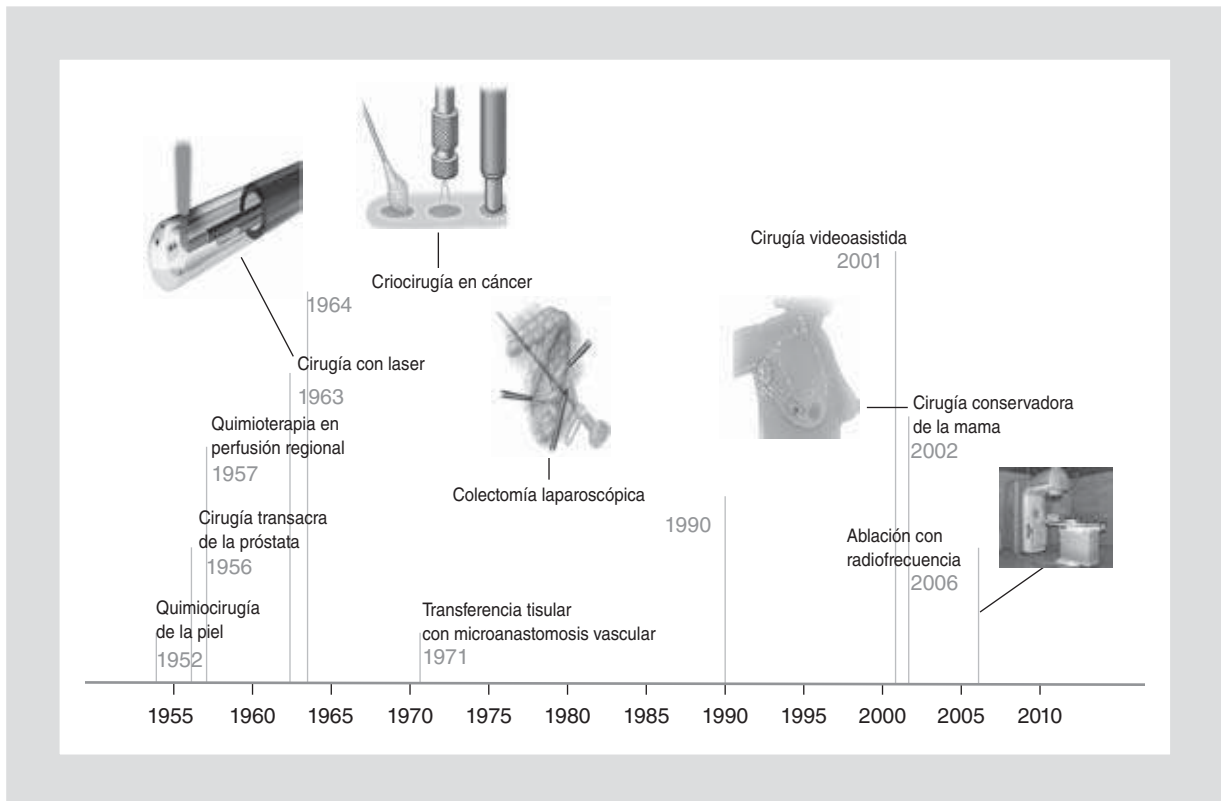 Criocirugía en cáncer
1964
Cirugía con laser
1963
Quimioterapia en
perfusión regional
1957
Cirugía transacra
de la próstata
1956
Quimiocirugía
de la piel
1952
Colectomía laparoscópica
1990
Transferencia tisular
con microanastomosis vascular
1971
Cirugía videoasistida
2001
Cirugía conservadora
de la mama
2002
Ablación con
radiofrecuencia
2006
1955 1960 1965 1970 1975 1980 1985 1990 1995 2000 2005 2010